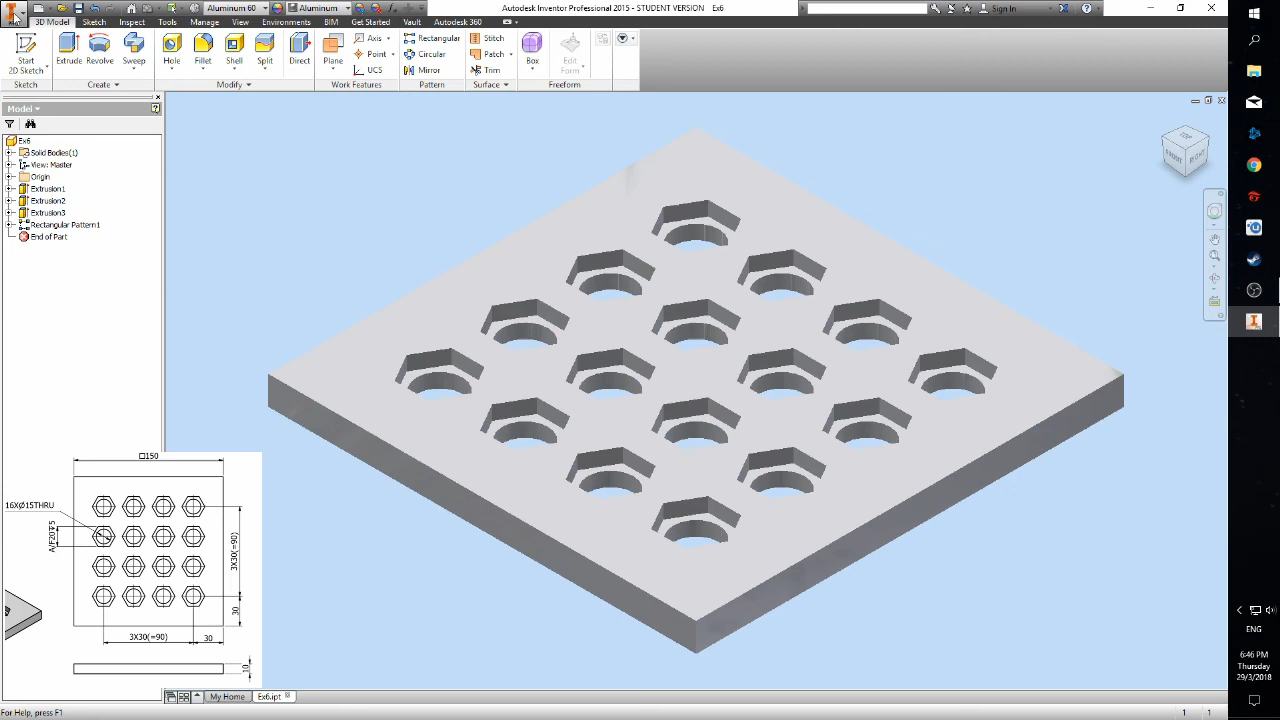 Aluminum 60
Aluminum
Autodesk Inventor Professional 2015 - STUDENT VERSION Ex6
Sign In
3D Model Sketch Inspect Tools Manage View Environments BIM Get Started Vault Autodesk 360
Start
2D Sketch
Extrude Revolve Sweep
Hole Fillet Shell Split
Direct
Plane
Axis
Point
UCS
Rectangular
Circular
Mirror
Stitch
Patch
Trim
Box
Edit
Form
Sketch Create Modify Work Features Pattern Surface Freeform
Model
Ex6
Solid Bodies(1)
View: Master
Origin
Extrusion1
Extrusion2
Extrusion3
Rectangular Pattern1
End of Part
TOP
FRONT
RIGHT
□150
16XØ15THRU
A/F20↧5
3X30(=90)
30
3X30(=90)
30
10
My Home
Ex6.ipt
For Help, press F1
1 1
ENG
6:46 PM
Thursday
29/3/2018